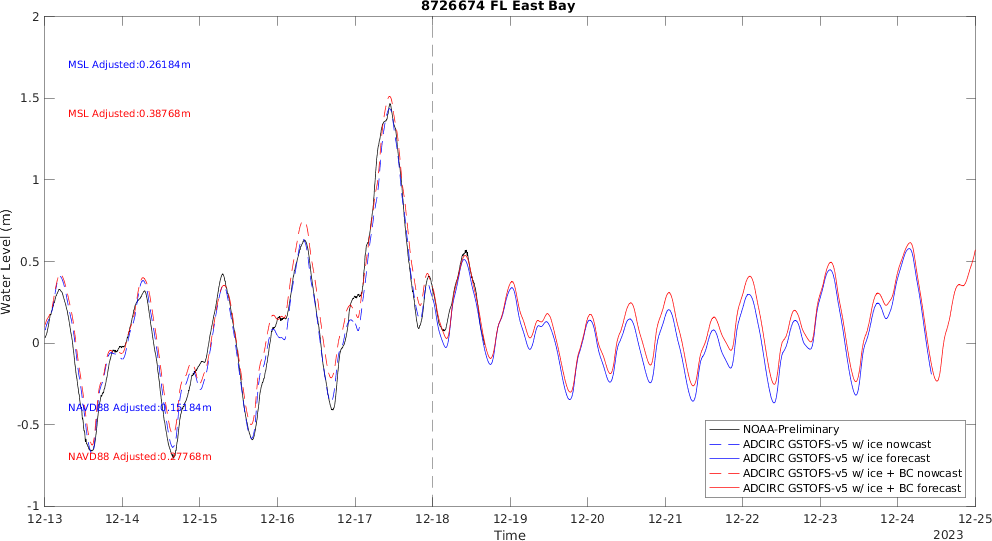 8726674 FL East Bay
2
1.5
1
0.5
0
-0.5
-1
Water Level (m)
MSL Adjusted:0.26184m
MSL Adjusted:0.38768m
NAVD88 Adjusted:0.15184m
NAVD88 Adjusted:0.27768m
NOAA-Preliminary
ADCIRC GSTOFS-v5 w/ ice nowcast
ADCIRC GSTOFS-v5 w/ ice forecast
ADCIRC GSTOFS-v5 w/ ice + BC nowcast
ADCIRC GSTOFS-v5 w/ ice + BC forecast
12-13 12-14 12-15 12-16 12-17 12-18 12-19 12-20 12-21 12-22 12-23 12-24 12-25
Time
2023